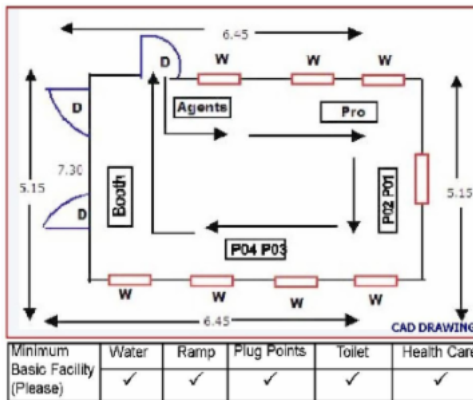 6.45
D
W W W
Agents
Pro
D
5.15
7.30
5.15
Booth
P02 P01
D
P04 P03
W W W W
6.45
CAD DRAWING
Minimum Basic Facility (Please)
Water Ramp Plug Points Toilet Health Care
✓ ✓ ✓ ✓ ✓